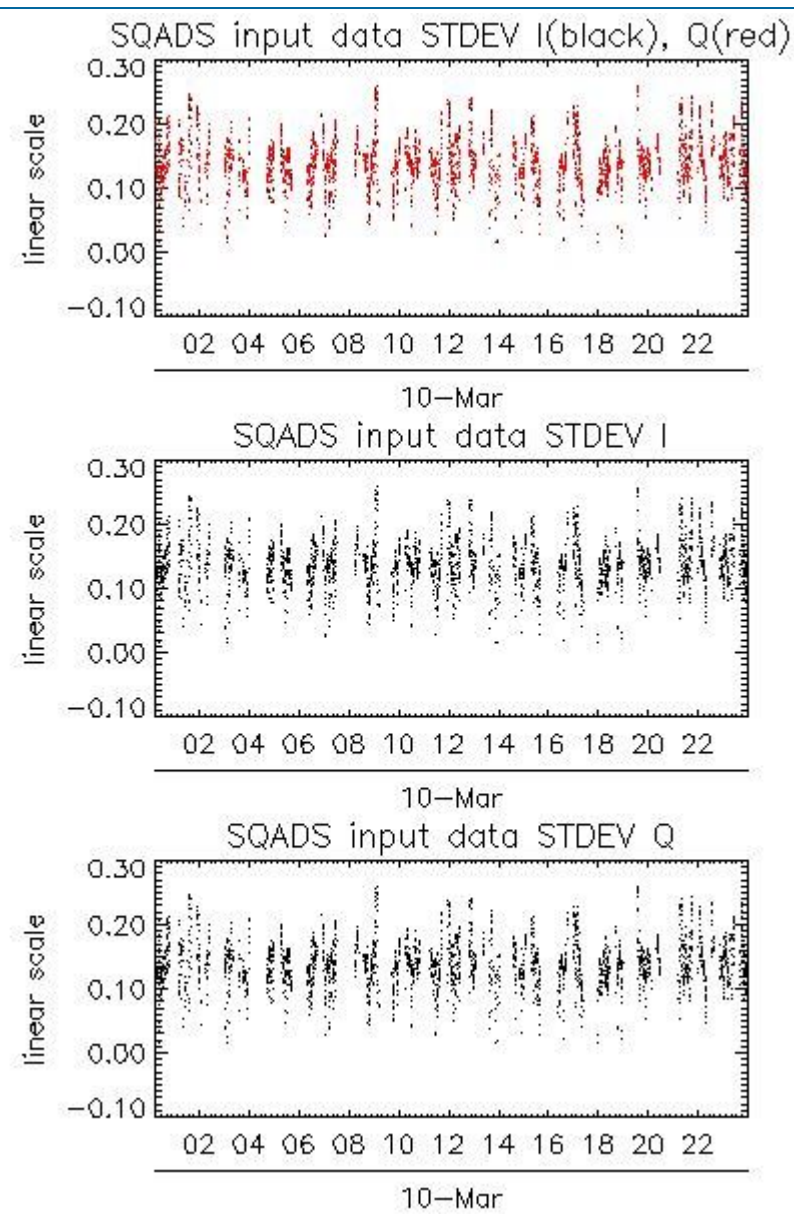 SQADS input data STDEV I(black), Q(red)
0.30
0.20
0.10
0.00
-0.10
linear scale
02 04 06 08 10 12 14 16 18 20 22
10-Mar
SQADS input data STDEV I
0.30
0.20
0.10
0.00
-0.10
linear scale
02 04 06 08 10 12 14 16 18 20 22
10-Mar
SQADS input data STDEV Q
0.30
0.20
0.10
0.00
-0.10
linear scale
02 04 06 08 10 12 14 16 18 20 22
10-Mar